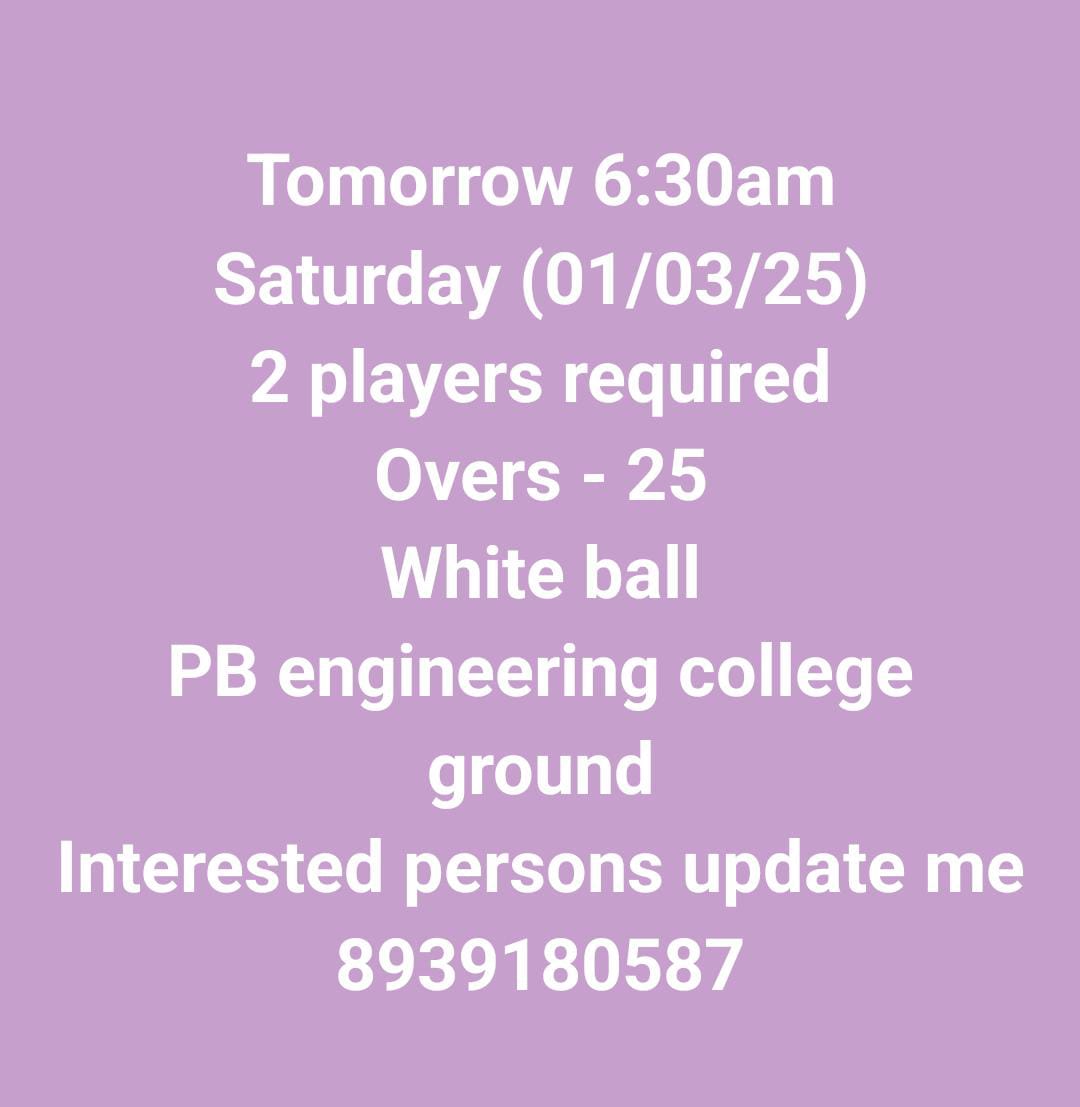 Tomorrow 6:30am
Saturday (01/03/25)
2 players required
Overs - 25
White ball
PB engineering college
ground
Interested persons update me
8939180587